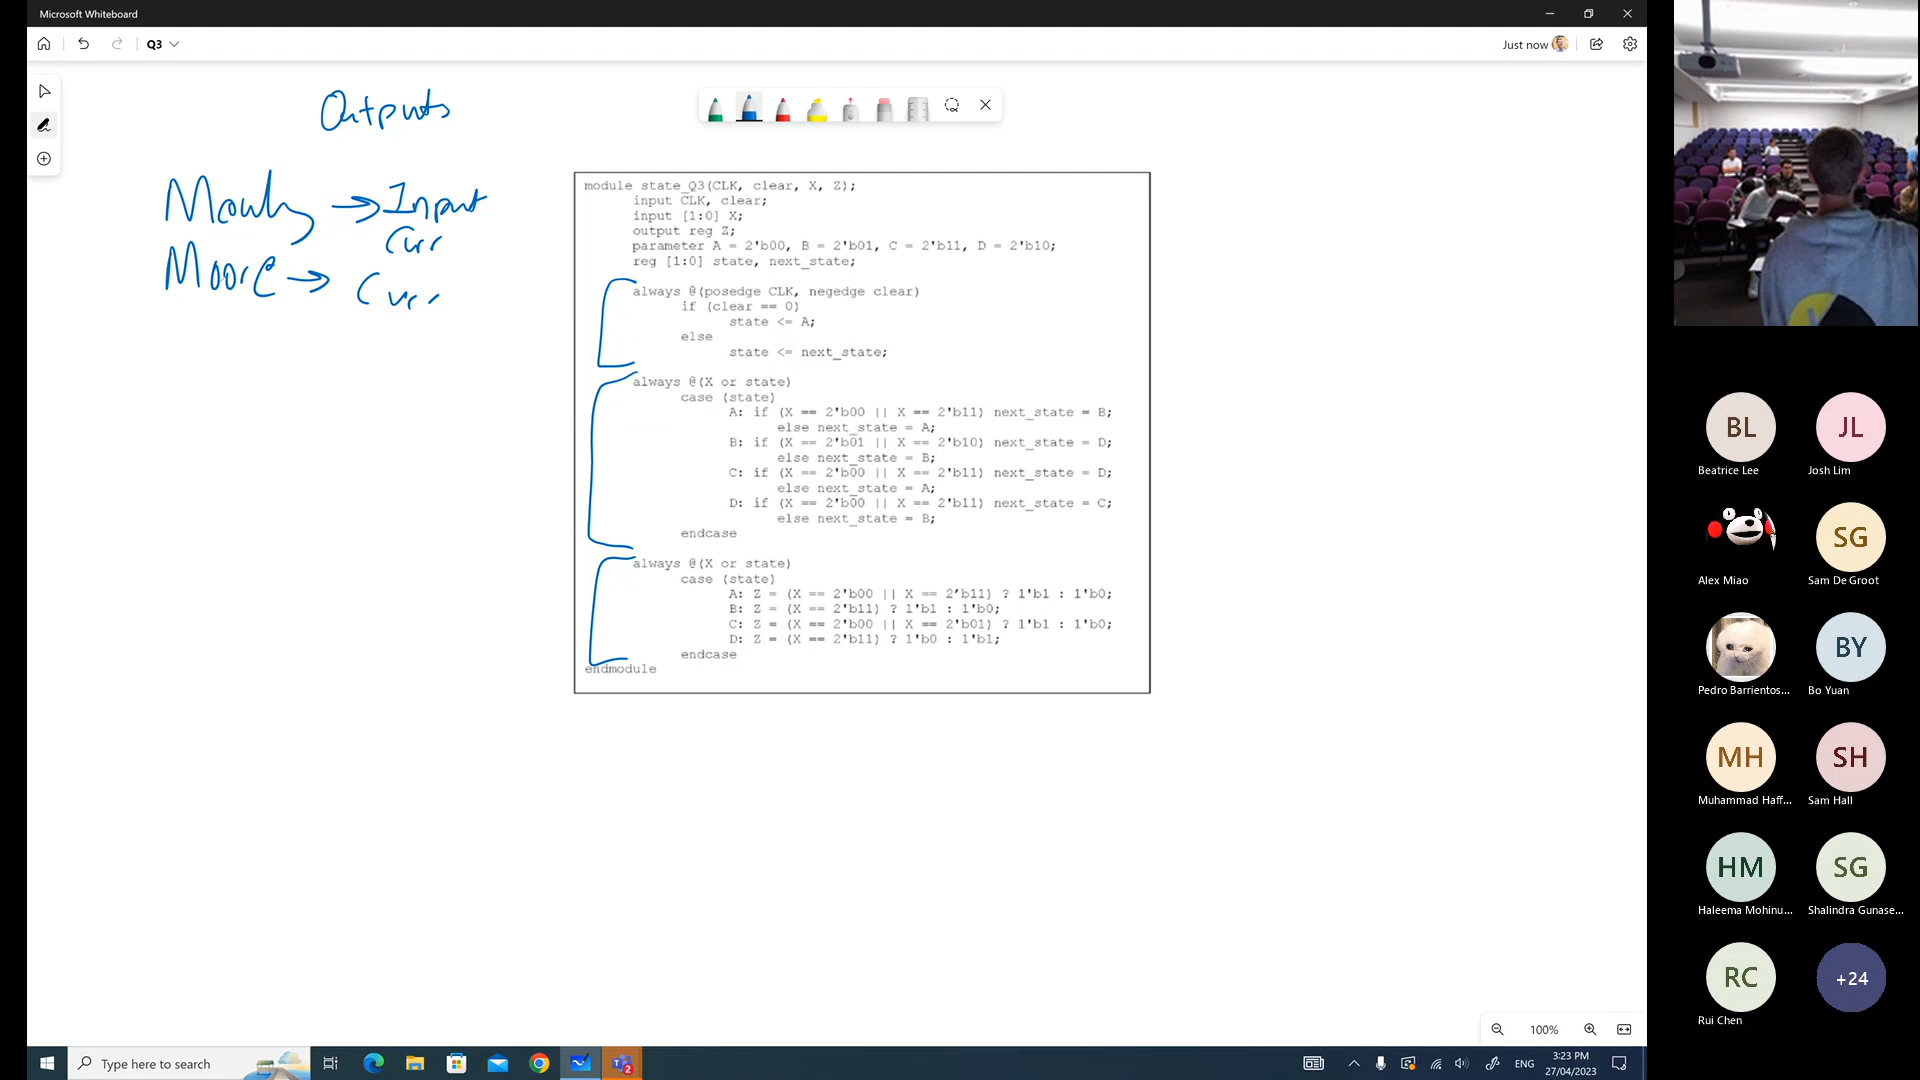 Microsoft Whiteboard
Q3
Just now
Outputs
Mealy → Input
Curr
Moore → Curr
module state_Q3(CLK, clear, X, Z);
input CLK, clear;
input [1:0] X;
output reg Z;
parameter A = 2'b00, B = 2'b01, C = 2'b11, D = 2'b10;
reg [1:0] state, next_state;
always @(posedge CLK, negedge clear)
if (clear == 0)
state <= A;
else
state <= next_state;
always @(X or state)
case (state)
A: if (X == 2'b00 || X == 2'b11) next_state = B;
else next_state = A;
B: if (X == 2'b01 || X == 2'b10) next_state = D;
else next_state = B;
C: if (X == 2'b00 || X == 2'b11) next_state = D;
else next_state = A;
D: if (X == 2'b00 || X == 2'b11) next_state = C;
else next_state = B;
endcase
always @(X or state)
case (state)
A: Z = (X == 2'b00 || X == 2'b11) ? 1'b1 : 1'b0;
B: Z = (X == 2'b11) ? 1'b1 : 1'b0;
C: Z = (X == 2'b00 || X == 2'b01) ? 1'b1 : 1'b0;
D: Z = (X == 2'b11) ? 1'b0 : 1'b1;
endcase
endmodule
BL JL
Beatrice Lee Josh Lim
SG
Alex Miao Sam De Groot
BY
Pedro Barrientos... Bo Yuan
MH SH
Muhammad Haff... Sam Hall
HM SG
Haleema Mohinu... Shalindra Gunase...
RC +24
Rui Chen
100%
Type here to search
2
ENG
3:23 PM
27/04/2023